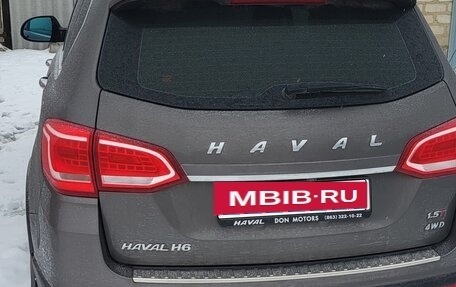 HAVAL
MBIB-RU
HAVAL DON MOTORS (863) 322-10-22
HAVAL H6
1.5T
4WD